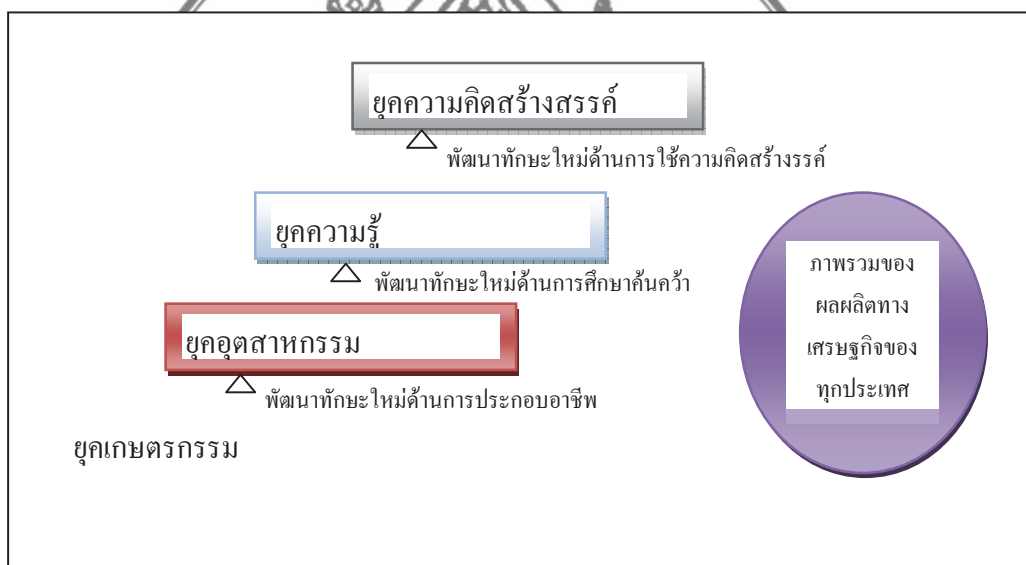 ยุคความคิดสร้างสรรค์
พัฒนาทักษะใหม่ด้านการใช้ความคิดสร้างรรค์
ยุคความรู้
พัฒนาทักษะใหม่ด้านการศึกษาค้นคว้า
ยุคอุตสาหกรรม
พัฒนาทักษะใหม่ด้านการประกอบอาชีพ
ยุคเกษตรกรรม
ภาพรวมของ
ผลผลิตทาง
เศรษฐกิจของ
ทุกประเทศ